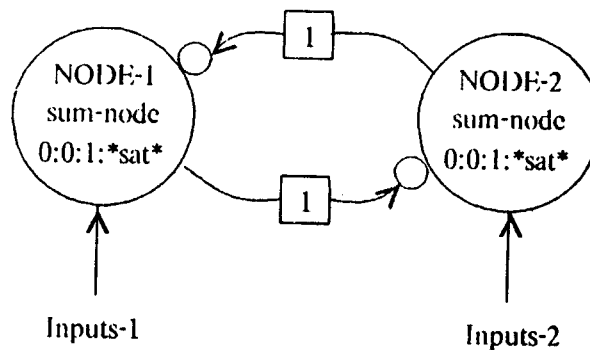 1
NODE-1
sum-node
0:0:1:*sat*
NODE-2
sum-node
0:0:1:*sat*
1
Inputs-1
Inputs-2